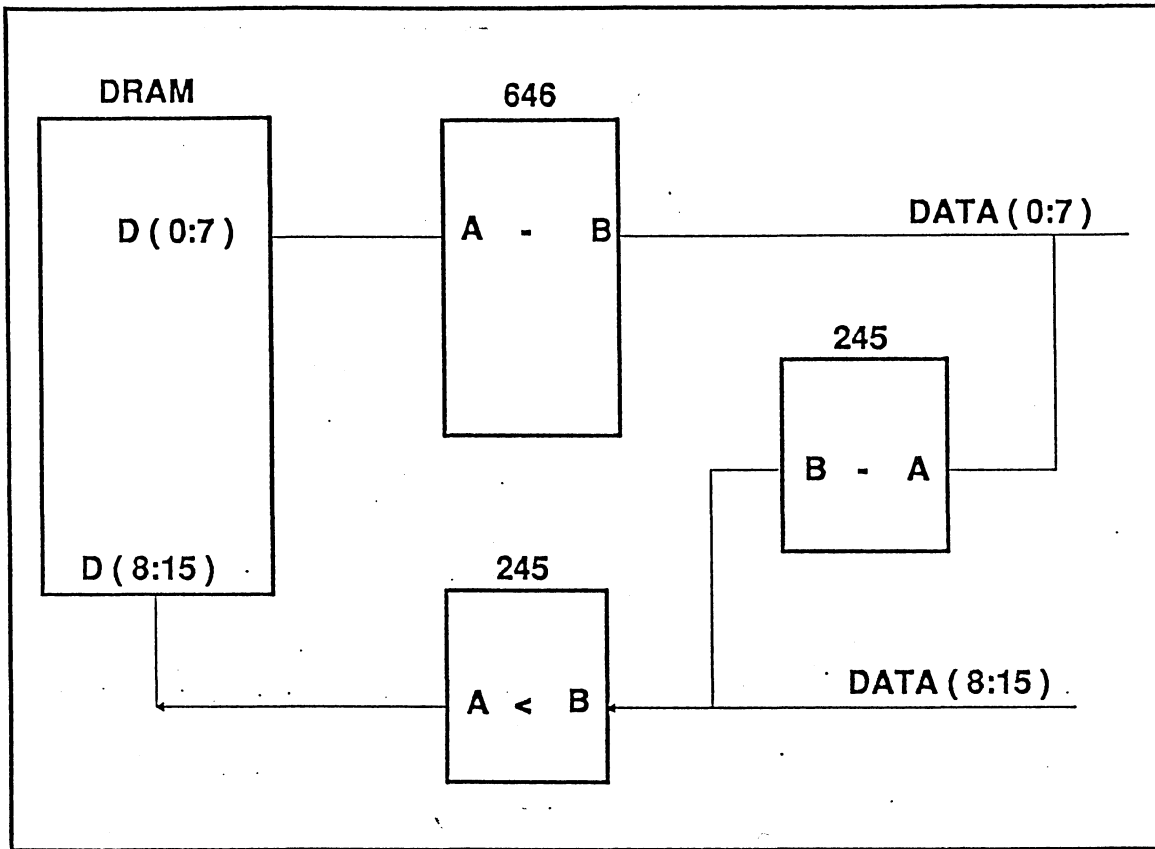 DRAM
646
D ( 0:7 )
A - B
DATA ( 0:7 )
245
B - A
D ( 8:15 )
245
A < B
DATA ( 8:15 )